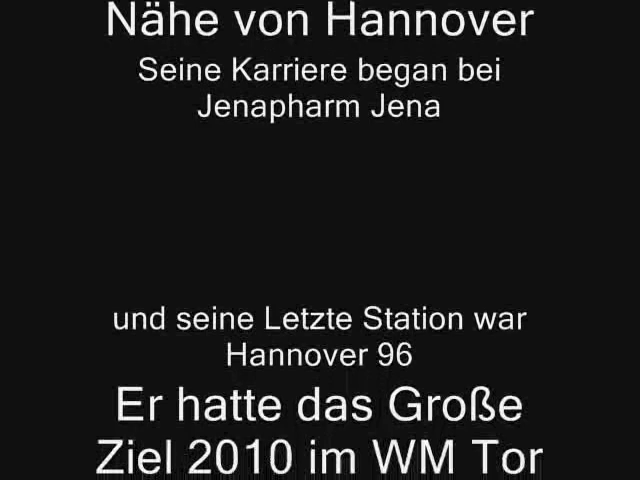 Nähe von Hannover
Seine Karriere began bei
Jenapharm Jena
und seine Letzte Station war
Hannover 96
Er hatte das Große
Ziel 2010 im WM Tor